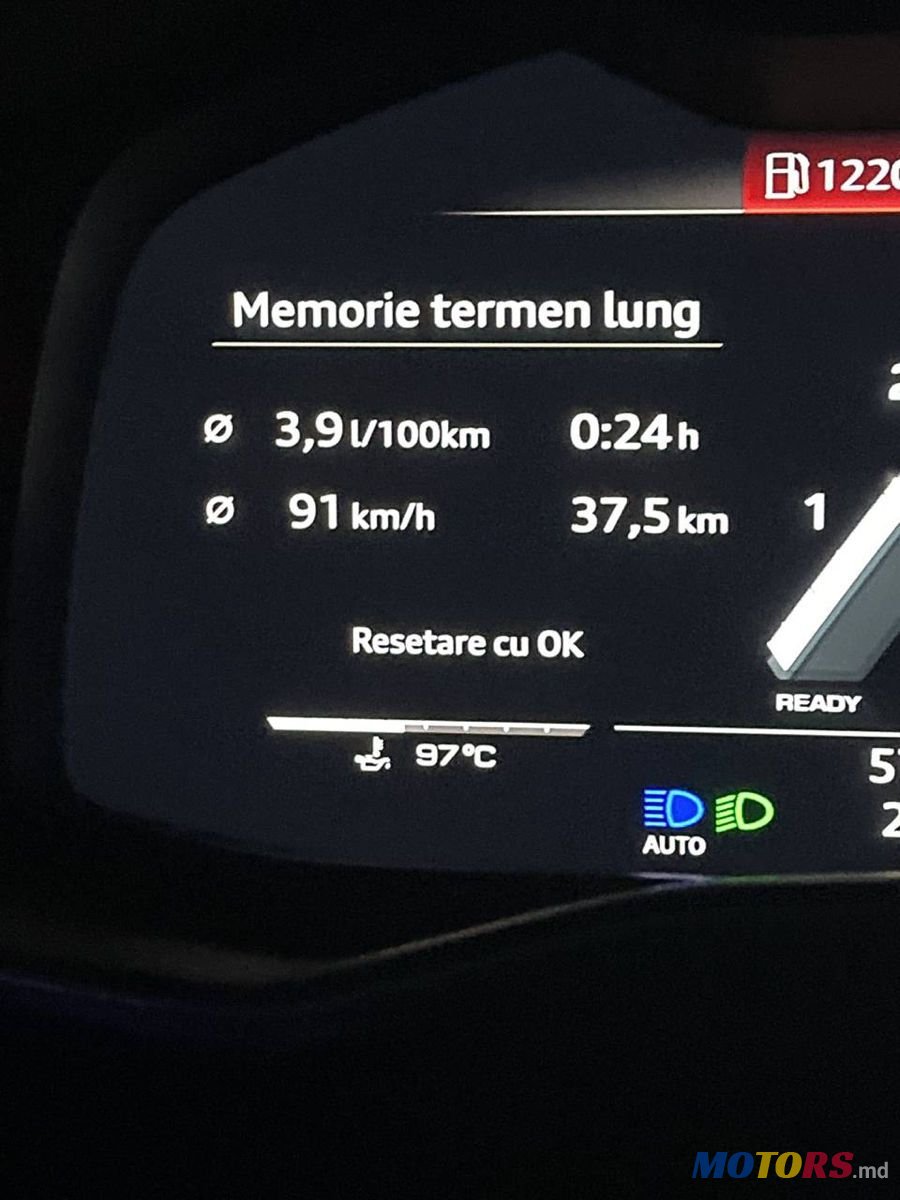 1220
Memorie termen lung
Ø 3,9 l/100km 0:24 h
Ø 91 km/h 37,5 km
1
Resetare cu OK
READY
97°C
AUTO
MOTORS.md